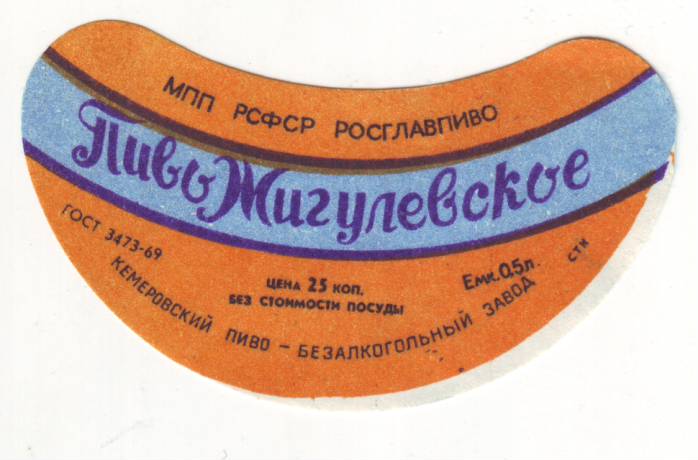 МПП РСФСР РОСГЛАВПИВО
Пиво Жигулевское
ГОСТ 3473-69
ЦЕНА 25 КОП.
БЕЗ СТОИМОСТИ ПОСУДЫ
Емк. 0,5л.
КЕМЕРОВСКИЙ ПИВО – БЕЗАЛКОГОЛЬНЫЙ ЗАВОД
СТИ